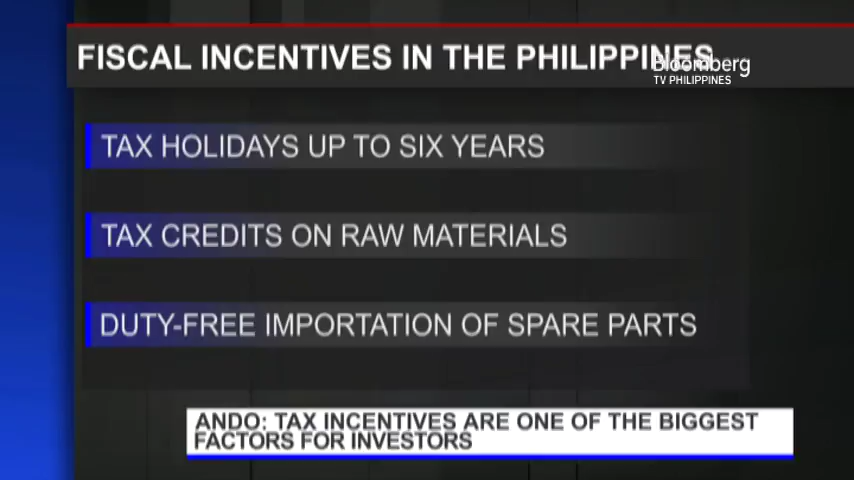 FISCAL INCENTIVES IN THE PHILIPPINES
Bloomberg
TV PHILIPPINES
TAX HOLIDAYS UP TO SIX YEARS
TAX CREDITS ON RAW MATERIALS
DUTY-FREE IMPORTATION OF SPARE PARTS
ANDO: TAX INCENTIVES ARE ONE OF THE BIGGEST
FACTORS FOR INVESTORS